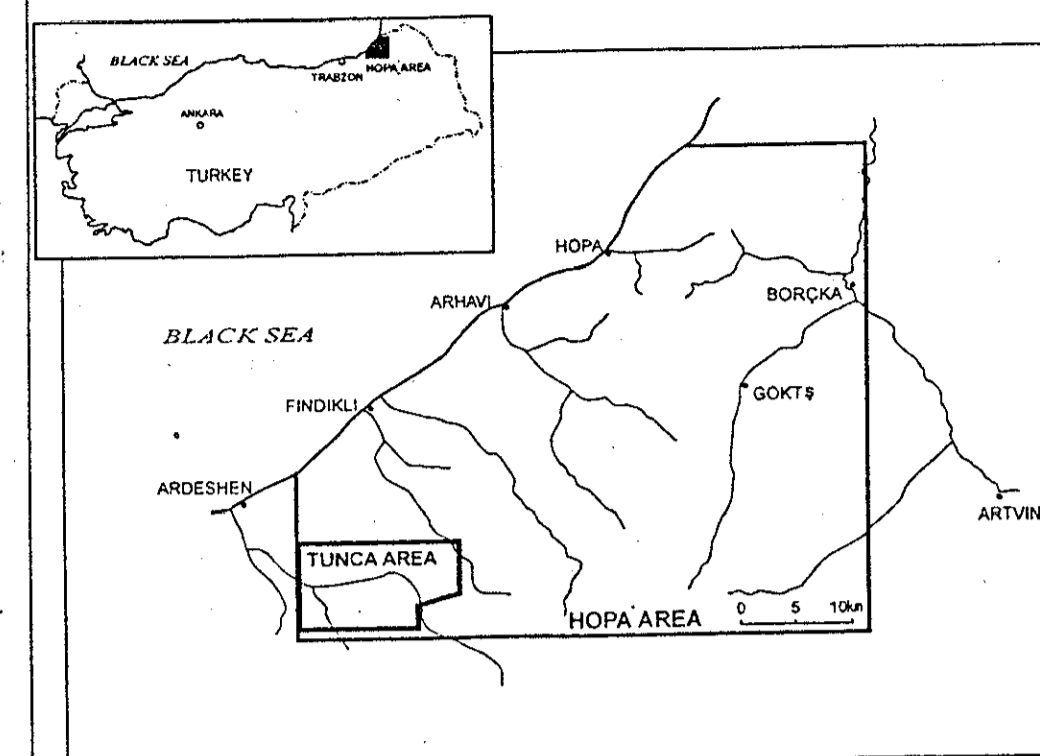 BLACK SEA
TRABZON
HOPA AREA
ANKARA
TURKEY
HOPA
ARHAVI
BORÇKA
BLACK SEA
GOKTŞ
FINDIKLI
ARDESHEN
ARTVIN
TUNCA AREA
HOPA AREA
0 5 10km